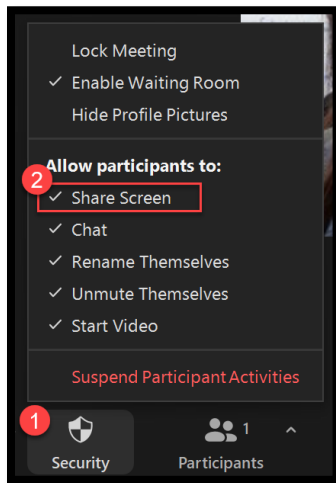 Lock Meeting
✓ Enable Waiting Room
Hide Profile Pictures
Allow participants to:
2
✓ Share Screen
✓ Chat
✓ Rename Themselves
✓ Unmute Themselves
✓ Start Video
Suspend Participant Activities
1
1
Security
Participants